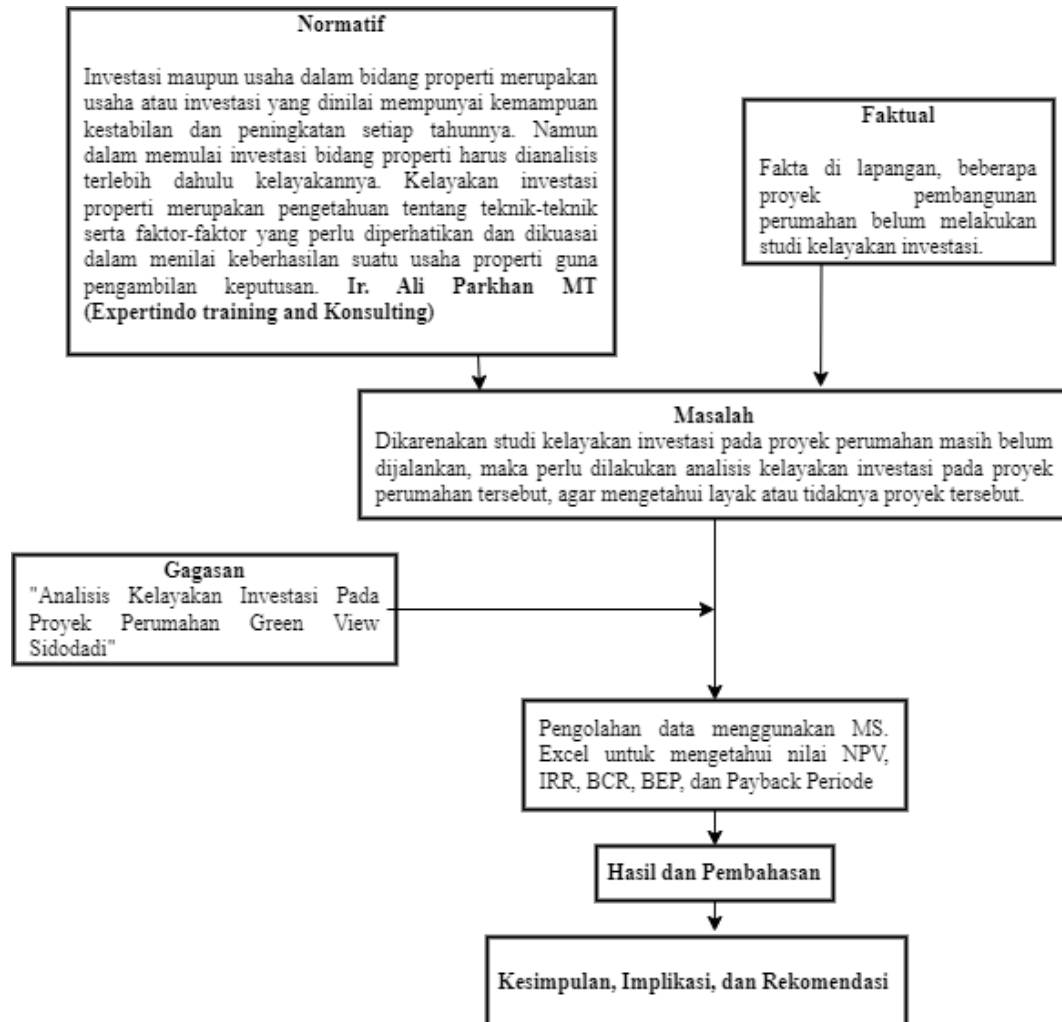 Normatif
Investasi maupun usaha dalam bidang properti merupakan
usaha atau investasi yang dinilai mempunyai kemampuan
kestabilan dan peningkatan setiap tahunnya. Namun
dalam memulai investasi bidang properti harus dianalisis
terlebih dahulu kelayakannya. Kelayakan investasi
properti merupakan pengetahuan tentang teknik-teknik
serta faktor-faktor yang perlu diperhatikan dan dikuasai
dalam menilai keberhasilan suatu usaha properti guna
pengambilan keputusan. Ir. Ali Parkhan MT
(Expertindo training and Konsulting)
Faktual
Fakta di lapangan, beberapa
proyek pembangunan
perumahan belum melakukan
studi kelayakan investasi.
Masalah
Dikarenakan studi kelayakan investasi pada proyek perumahan masih belum
dijalankan, maka perlu dilakukan analisis kelayakan investasi pada proyek
perumahan tersebut, agar mengetahui layak atau tidaknya proyek tersebut.
Gagasan
"Analisis Kelayakan Investasi Pada
Proyek Perumahan Green View
Sidodadi"
Pengolahan data menggunakan MS.
Excel untuk mengetahui nilai NPV,
IRR, BCR, BEP, dan Payback Periode
Hasil dan Pembahasan
Kesimpulan, Implikasi, dan Rekomendasi